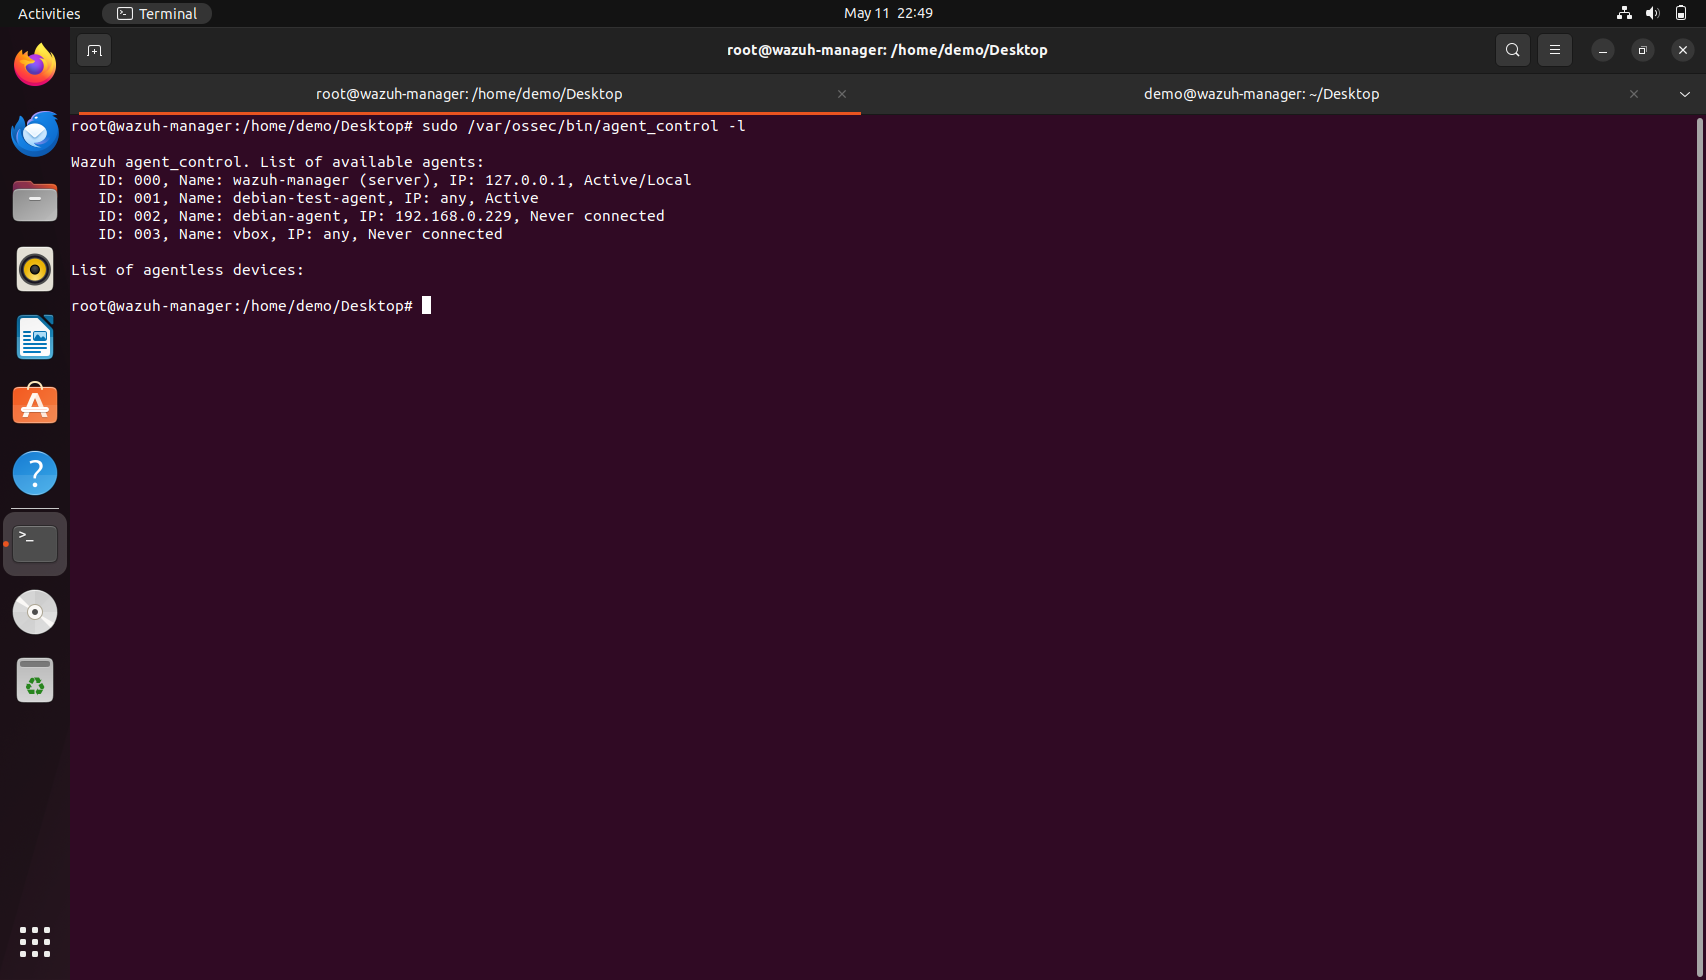 Activities
Terminal
May 11 22:49
root@wazuh-manager: /home/demo/Desktop
root@wazuh-manager: /home/demo/Desktop
demo@wazuh-manager: ~/Desktop
root@wazuh-manager:/home/demo/Desktop# sudo /var/ossec/bin/agent_control -l
Wazuh agent_control. List of available agents:
ID: 000, Name: wazuh-manager (server), IP: 127.0.0.1, Active/Local
ID: 001, Name: debian-test-agent, IP: any, Active
ID: 002, Name: debian-agent, IP: 192.168.0.229, Never connected
ID: 003, Name: vbox, IP: any, Never connected
List of agentless devices:
root@wazuh-manager:/home/demo/Desktop#